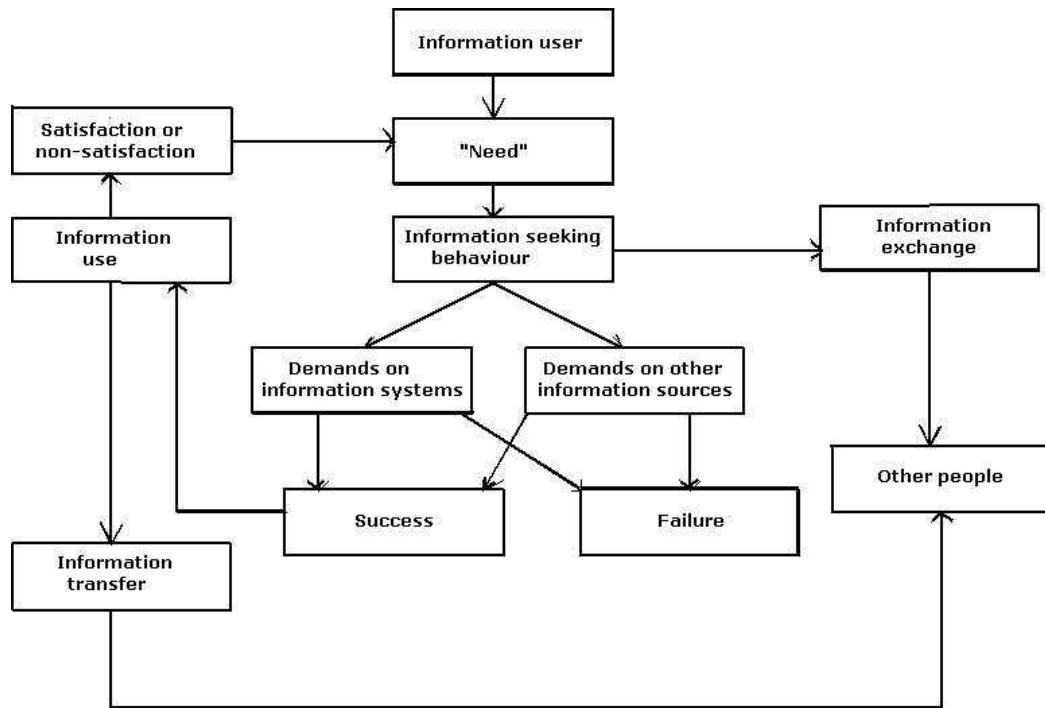 Information user
Satisfaction or
non-satisfaction
"Need"
Information
use
Information seeking
behaviour
Information
exchange
Demands on
information systems
Demands on other
information sources
Other people
Success
Failure
Information
transfer